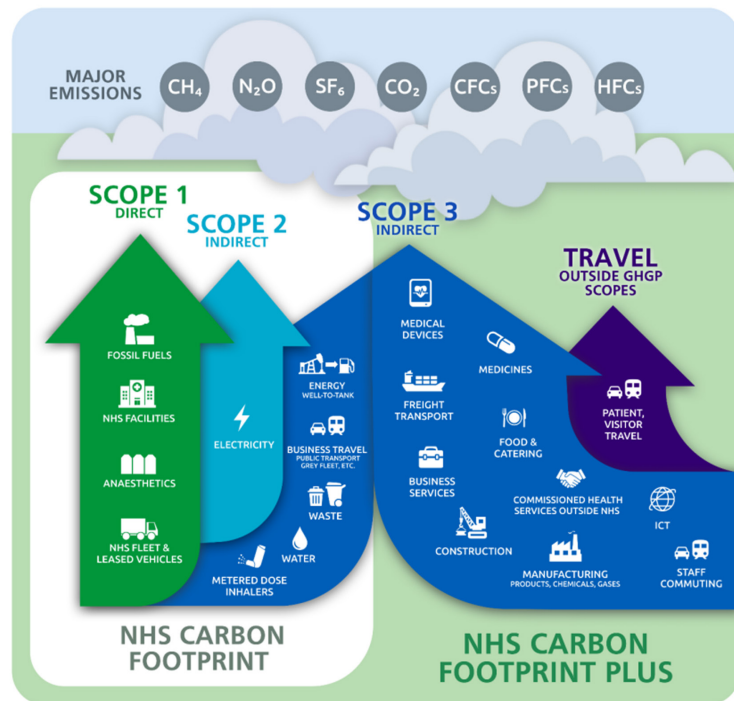 MAJOR
EMISSIONS
CH₄
N₂O
SF₆
CO₂
CFCs
PFCs
HFCs
SCOPE 1
DIRECT
SCOPE 2
INDIRECT
SCOPE 3
INDIRECT
TRAVEL
OUTSIDE GHGP
SCOPES
FOSSIL FUELS
NHS FACILITIES
ANAESTHETICS
NHS FLEET &
LEASED VEHICLES
ELECTRICITY
ENERGY
WELL-TO-TANK
BUSINESS TRAVEL
PUBLIC TRANSPORT
GREY FLEET, ETC.
WASTE
WATER
METERED DOSE
INHALERS
MEDICAL
DEVICES
MEDICINES
FREIGHT
TRANSPORT
FOOD &
CATERING
BUSINESS
SERVICES
COMMISSIONED HEALTH
SERVICES OUTSIDE NHS
CONSTRUCTION
MANUFACTURING
PRODUCTS, CHEMICALS, GASES
PATIENT,
VISITOR
TRAVEL
ICT
STAFF
COMMUTING
NHS CARBON
FOOTPRINT
NHS CARBON
FOOTPRINT PLUS